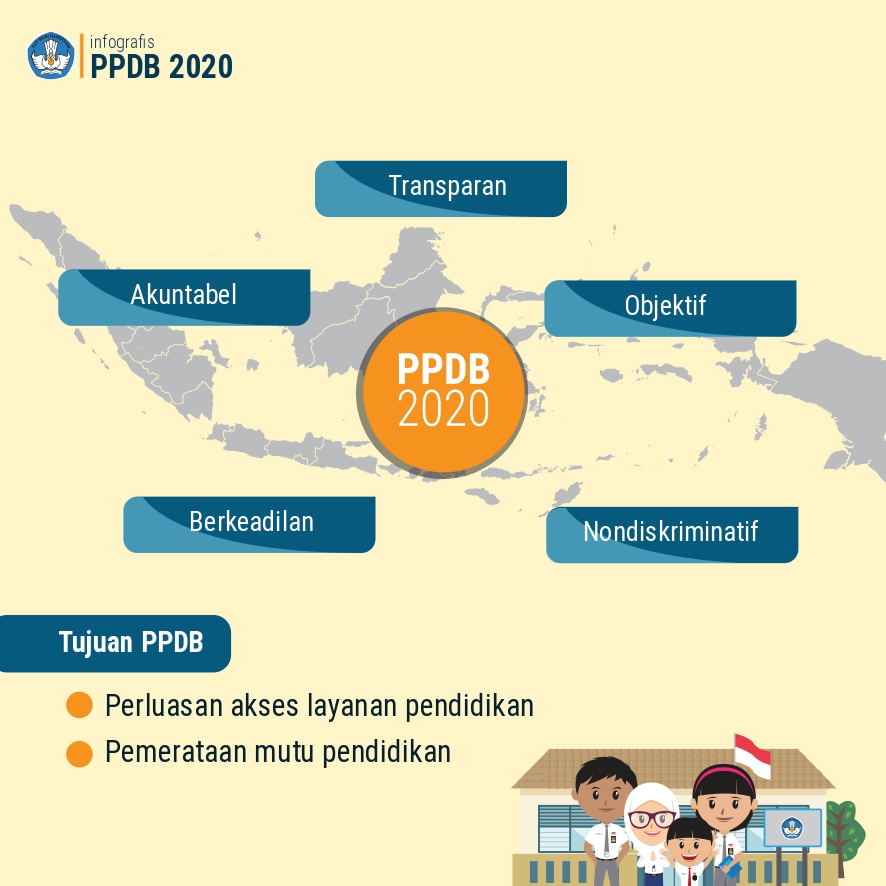 infografis
PPDB 2020
Transparan
Akuntabel
Objektif
PPDB
2020
Berkeadilan
Nondiskriminatif
Tujuan PPDB
Perluasan akses layanan pendidikan
Pemerataan mutu pendidikan